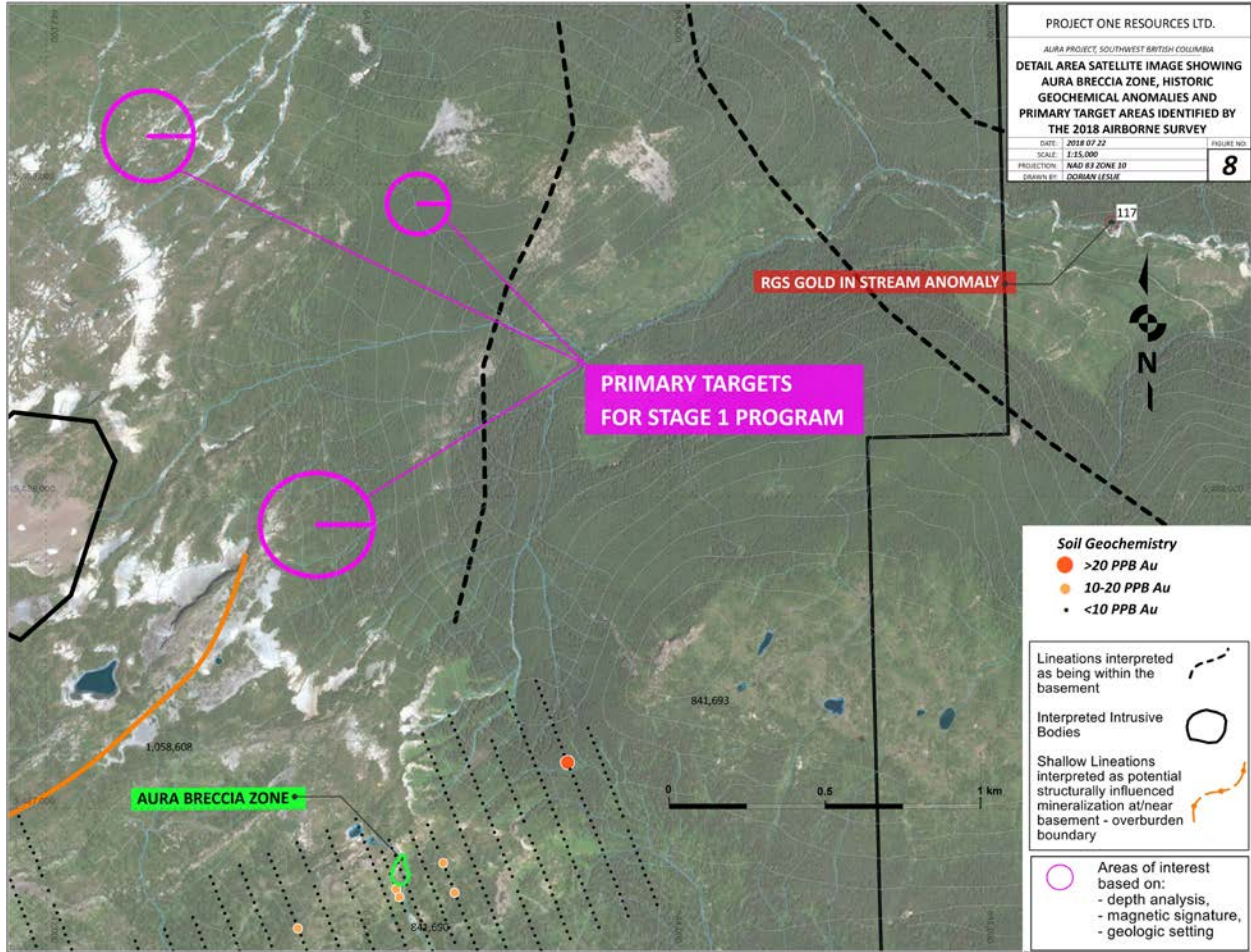 PROJECT ONE RESOURCES LTD.
AURA PROJECT, SOUTHWEST BRITISH COLUMBIA
DETAIL AREA SATELLITE IMAGE SHOWING
AURA BRECCIA ZONE, HISTORIC
GEOCHEMICAL ANOMALIES AND
PRIMARY TARGET AREAS IDENTIFIED BY
THE 2018 AIRBORNE SURVEY
DATE: 2018 07 22
FIGURE NO:
SCALE: 1:15,000
8
PROJECTION: NAD 83 ZONE 10
DRAWN BY: DORIAN LESLIE
117
RGS GOLD IN STREAM ANOMALY
N
PRIMARY TARGETS
FOR STAGE 1 PROGRAM
Soil Geochemistry
>20 PPB Au
10-20 PPB Au
<10 PPB Au
Lineations interpreted
as being within the
basement
Interpreted Intrusive
Bodies
Shallow Lineations
interpreted as potential
structurally influenced
mineralization at/near
basement - overburden
boundary
Areas of interest
based on:
- depth analysis,
- magnetic signature,
- geologic setting
841,693
1,058,608
0 0.5 1 km
AURA BRECCIA ZONE
841,690